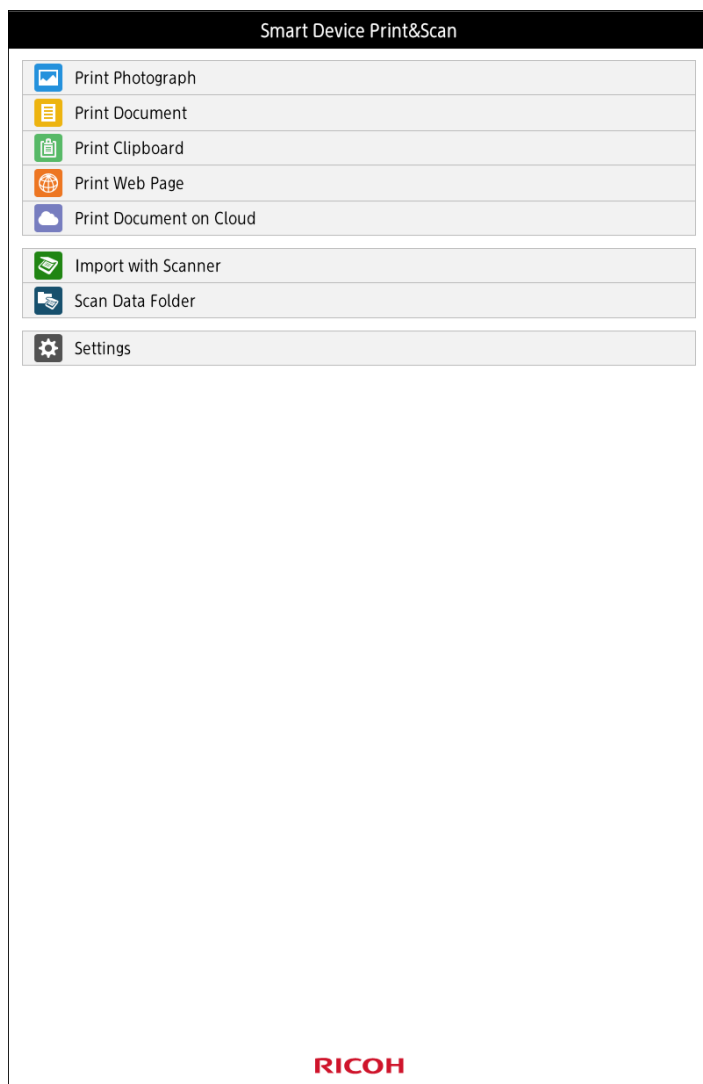 Smart Device Print&Scan
Print Photograph
Print Document
Print Clipboard
Print Web Page
Print Document on Cloud
Import with Scanner
Scan Data Folder
Settings
RICOH